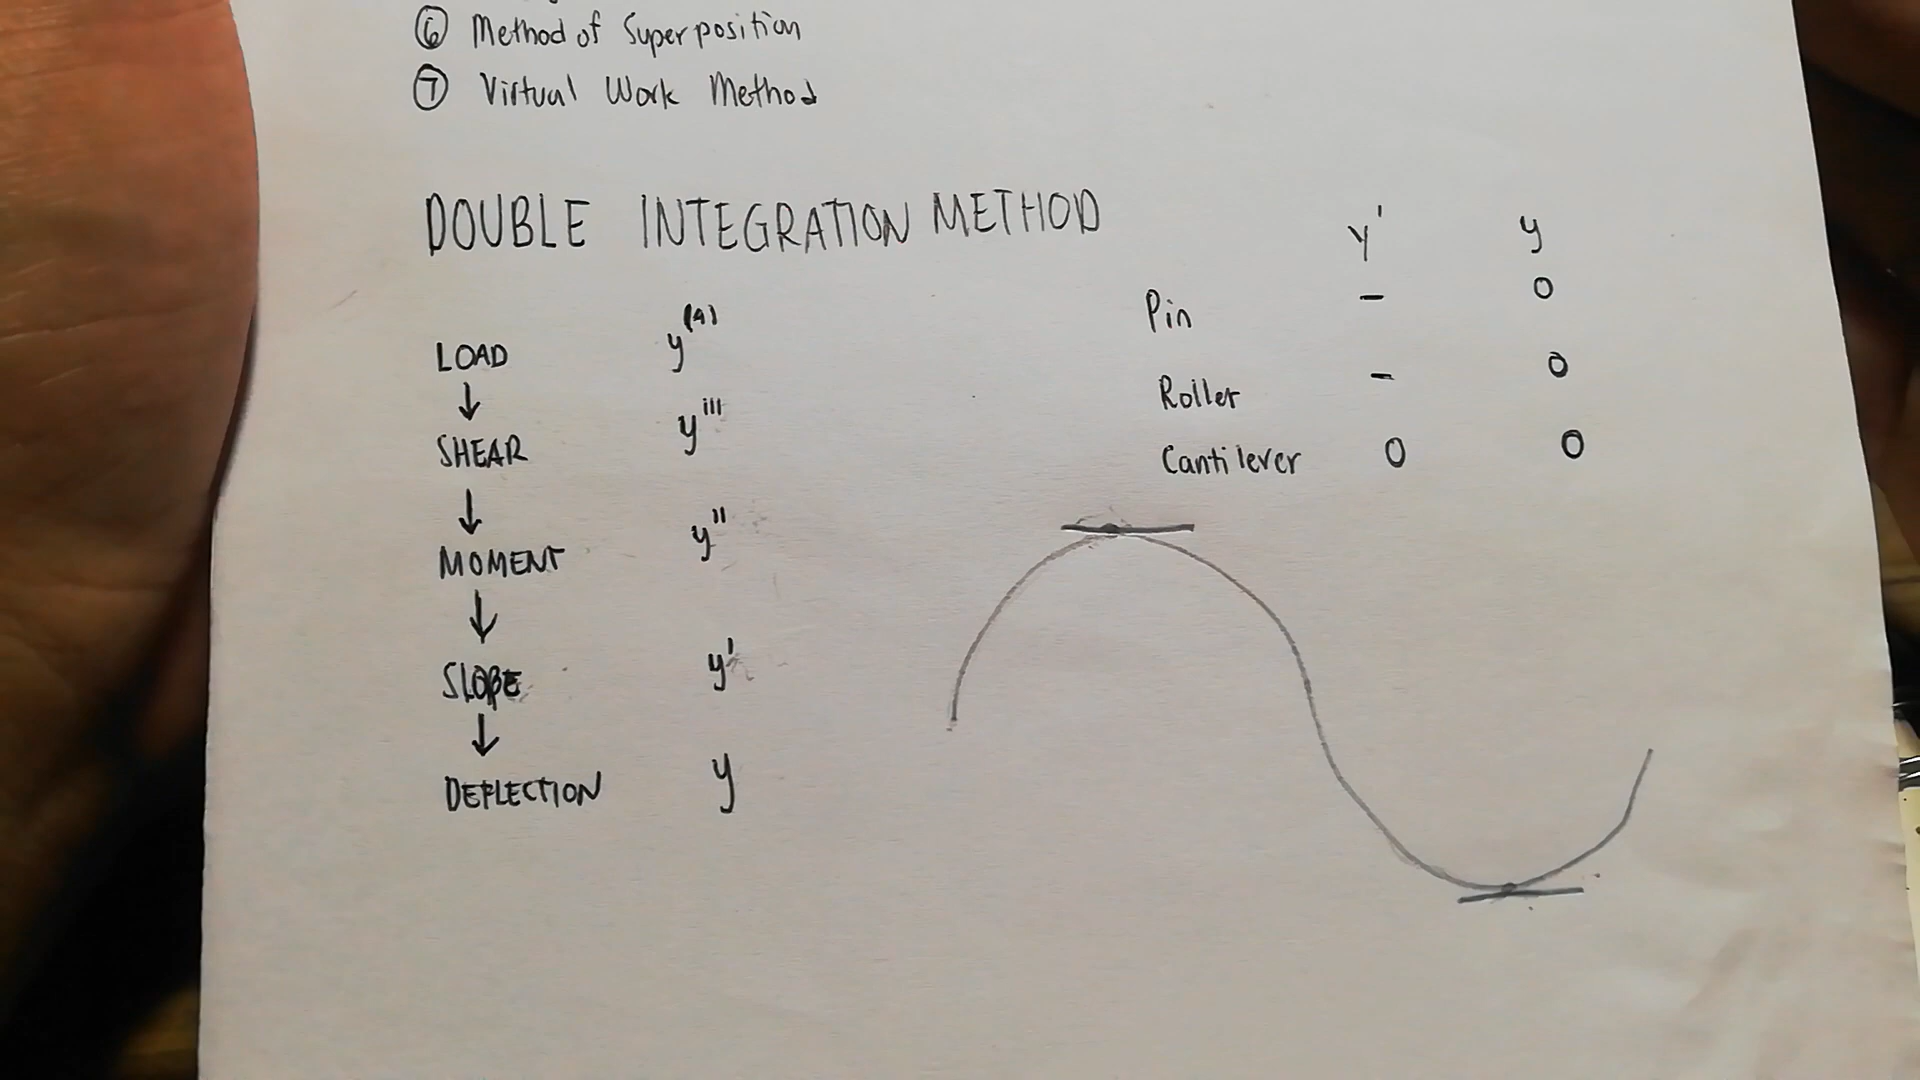 ⑥ Method of Superposition
⑦ Virtual Work Method
DOUBLE INTEGRATION METHOD
LOAD y(4)
↓
SHEAR y'''
↓
MOMENT y''
↓
SLOPE y'
↓
DEFLECTION y
y' y
Pin - 0
Roller - 0
Cantilever 0 0